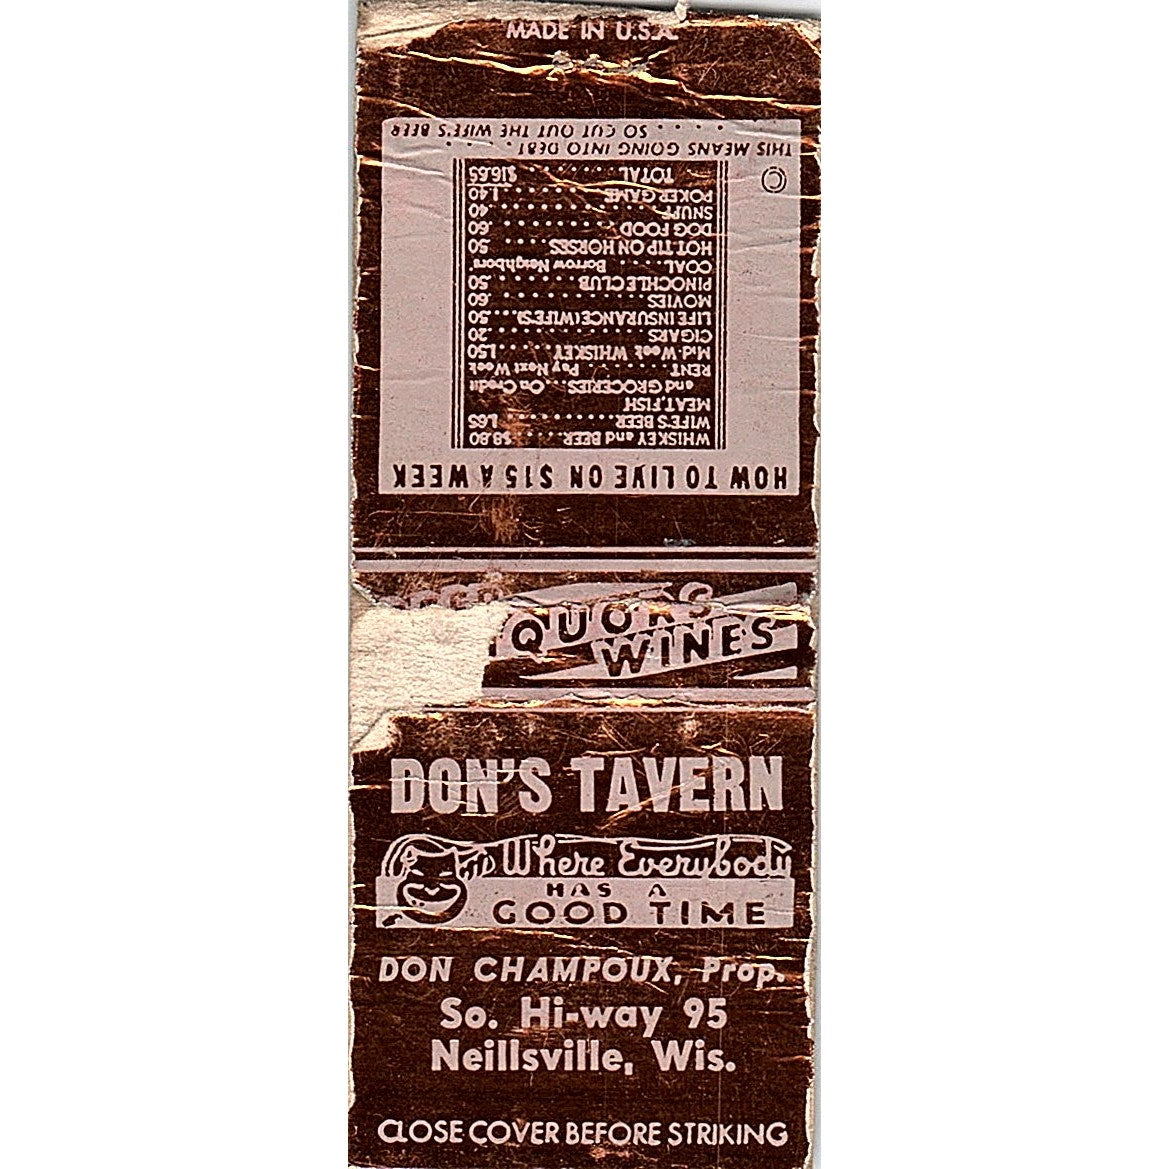 MADE IN U.S.A.
HOW TO LIVE ON $15 A WEEK
WHISKEY and BEER . . . . . $8.80
WIFE'S BEER . . . . . . . . . . 1.65
MEAT, FISH
and GROCERIES . . . On Credit
RENT . . . . . . . . Pay Next Week
Mid-Week WHISKEY . . . . . 1.50
CIGARS . . . . . . . . . . . . . . .20
LIFE INSURANCE (WIFE'S) . . .50
MOVIES . . . . . . . . . . . . . . .60
PINOCHLE CLUB . . . . . . . . .50
COAL . . . . Borrow Neighbors'
HOT TIP ON HORSES . . . . .50
DOG FOOD . . . . . . . . . . . .60
SNUFF . . . . . . . . . . . . . . .40
POKER GAME . . . . . . . . . 1.40
TOTAL . . . . . . . . . $16.65
©
THIS MEANS GOING INTO DEBT . . . .
. . . . . SO CUT OUT THE WIFE'S BEER
QUORS
WINES
DON'S TAVERN
Where Everybody
HAS A
GOOD TIME
DON CHAMPOUX, Prop.
So. Hi-way 95
Neillsville, Wis.
CLOSE COVER BEFORE STRIKING